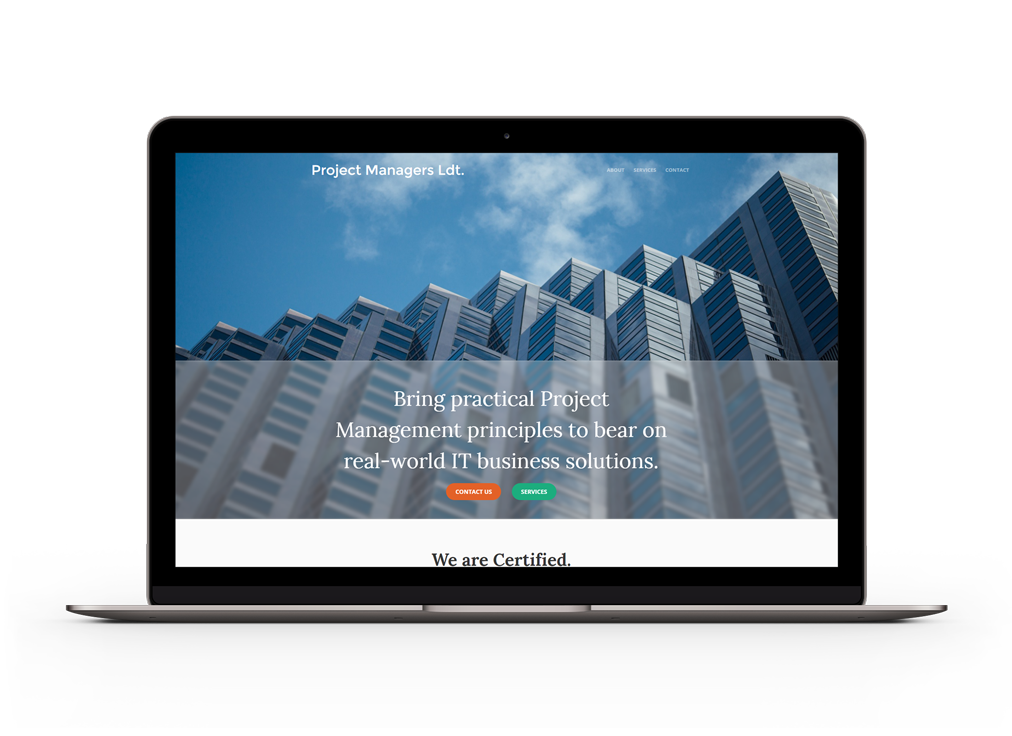 Project Managers Ldt.
ABOUT SERVICES CONTACT
Bring practical Project
Management principles to bear on
real-world IT business solutions.
CONTACT US SERVICES
We are Certified.